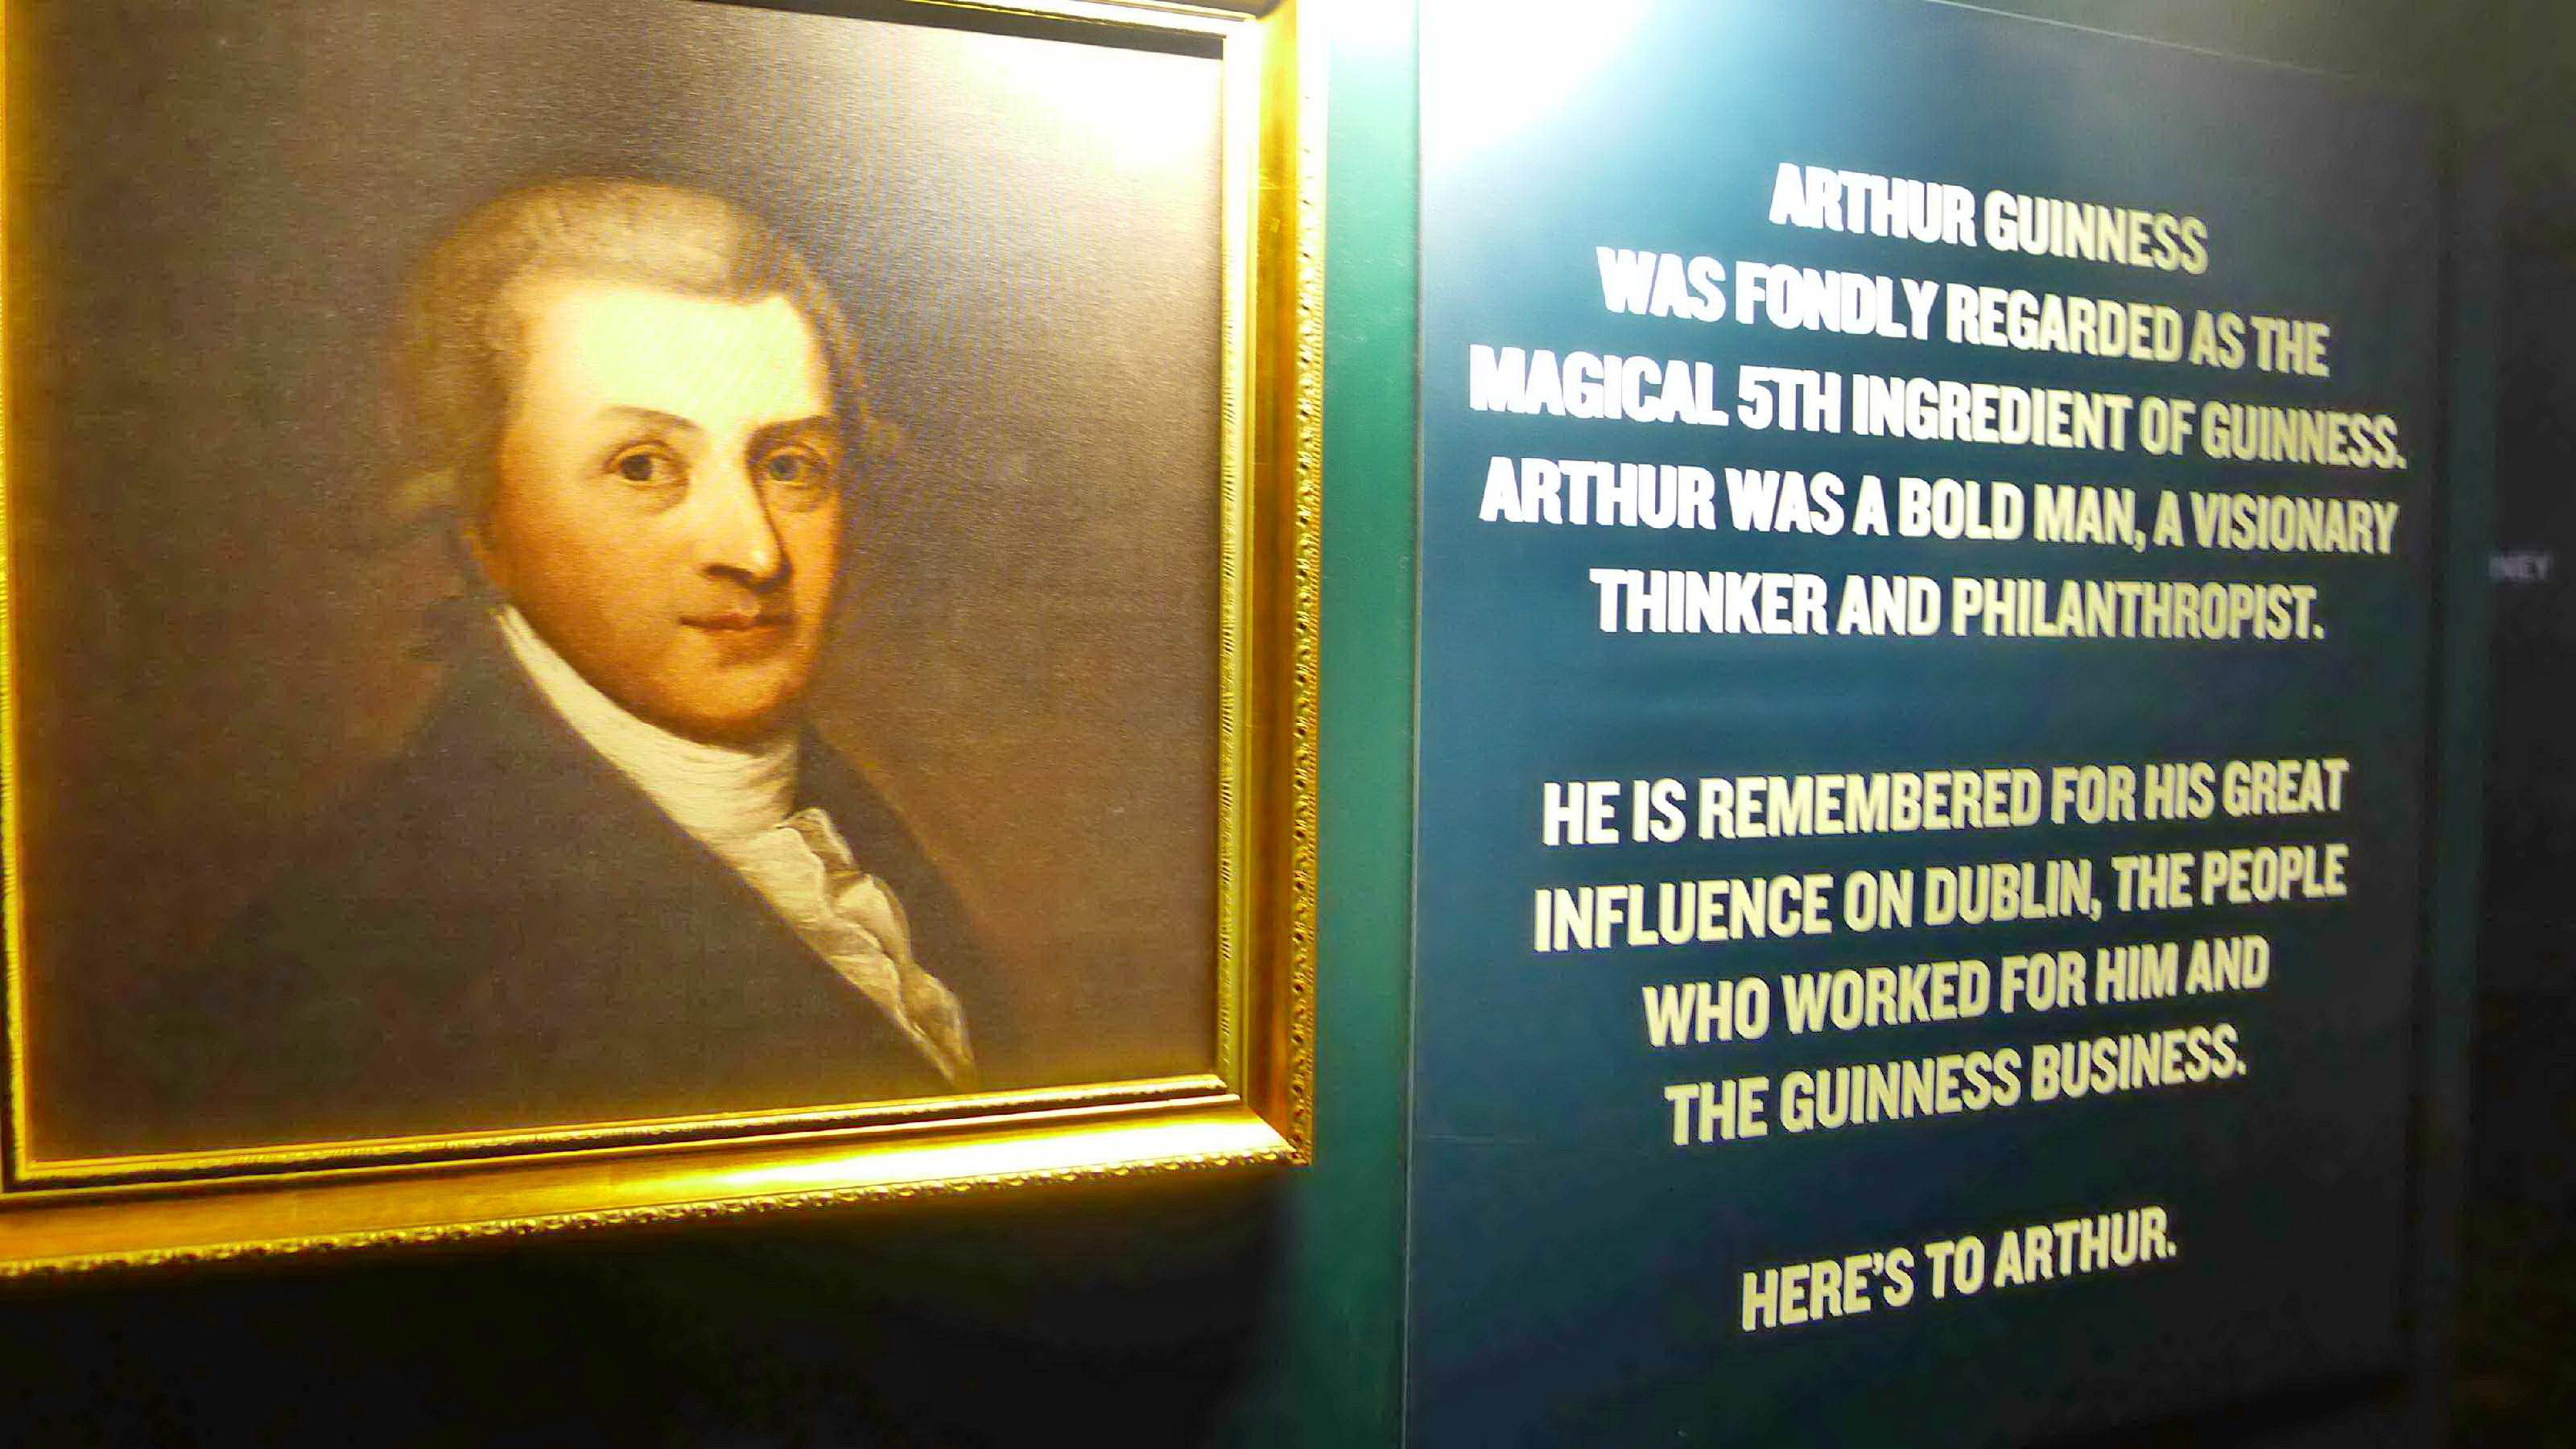 ARTHUR GUINNESS
WAS FONDLY REGARDED AS THE
MAGICAL 5TH INGREDIENT OF GUINNESS.
ARTHUR WAS A BOLD MAN, A VISIONARY
THINKER AND PHILANTHROPIST.
HE IS REMEMBERED FOR HIS GREAT
INFLUENCE ON DUBLIN, THE PEOPLE
WHO WORKED FOR HIM AND
THE GUINNESS BUSINESS.
HERE'S TO ARTHUR.